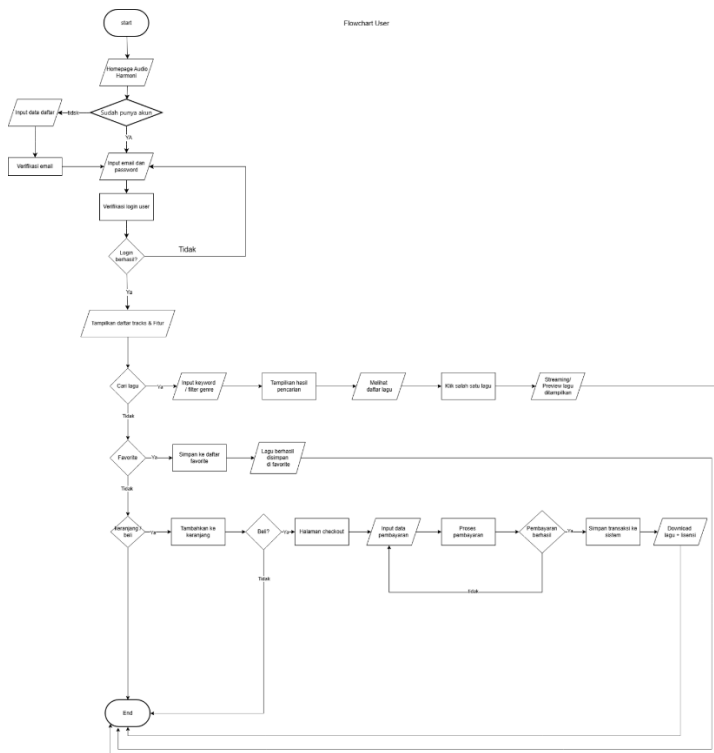 Flowchart User
start
Homepage Audio
Harmoni
Sudah punya akun
tidak
Input data daftar
Ya
Verifikasi email
Input email dan
password
Verifikasi login user
Login
berhasil?
Tidak
Ya
Tampilkan daftar tracks & Fitur
Cari lagu
Ya
Input keyword
/ filter genre
Tampilkan hasil
pencarian
Melihat
daftar lagu
Klik salah satu lagu
Streaming/
Preview lagu
ditampilkan
Tidak
Favorite
Ya
Simpan ke daftar
favorite
Lagu berhasil
disimpan
di favorite
Tidak
Keranjang /
beli
Ya
Tambahkan ke
keranjang
Beli?
Ya
Halaman checkout
Input data
pembayaran
Proses
pembayaran
Pembayaran
berhasil
Ya
Simpan transaksi ke
sistem
Download
lagu + lisensi
Tidak
tidak
End